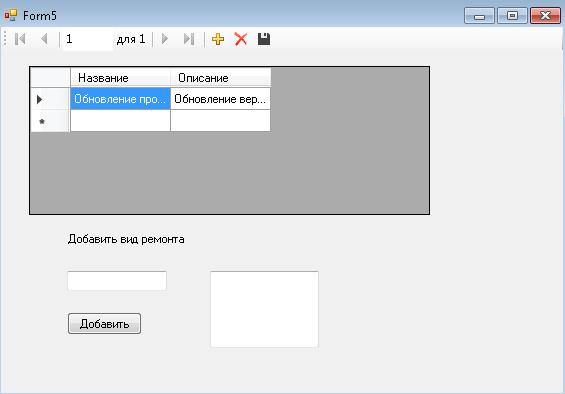 Form5
1 для 1
Название Описание
Обновление про... Обновление вер...
Добавить вид ремонта
Добавить